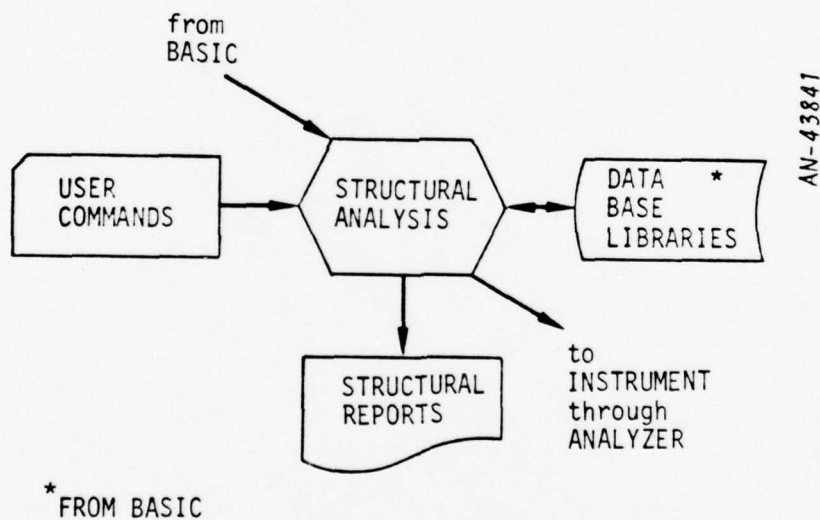 from
BASIC
AN-43841
USER
COMMANDS
STRUCTURAL
ANALYSIS
DATA *
BASE
LIBRARIES
STRUCTURAL
REPORTS
to
INSTRUMENT
through
ANALYZER
*FROM BASIC